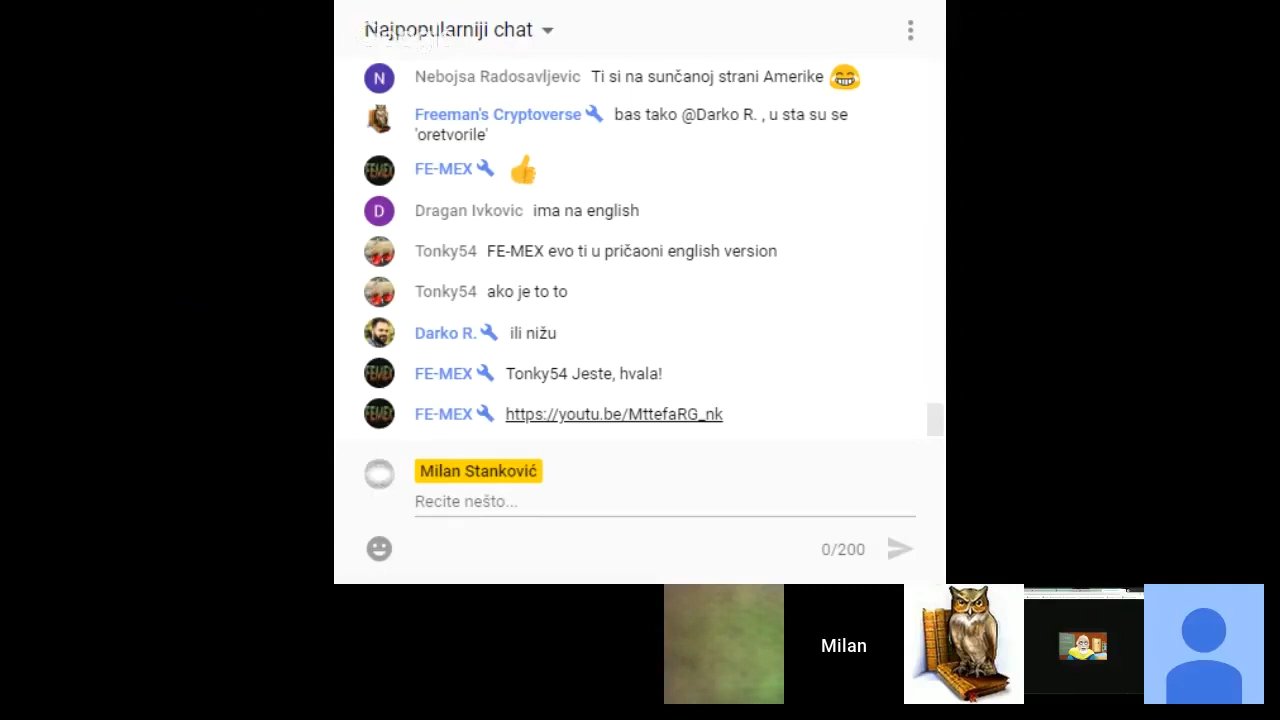 Najpopularniji chat
Nebojsa Radosavljevic Ti si na sunčanoj strani Amerike 😂
Freeman's Cryptoverse bas tako @Darko R. , u sta su se
'oretvorile'
FE-MEX 👍
Dragan Ivkovic ima na english
Tonky54 FE-MEX evo ti u pričaoni english version
Tonky54 ako je to to
Darko R. ili nižu
FE-MEX Tonky54 Jeste, hvala!
FE-MEX https://youtu.be/MttefaRG_nk
Milan Stanković
Recite nešto...
0/200
Milan